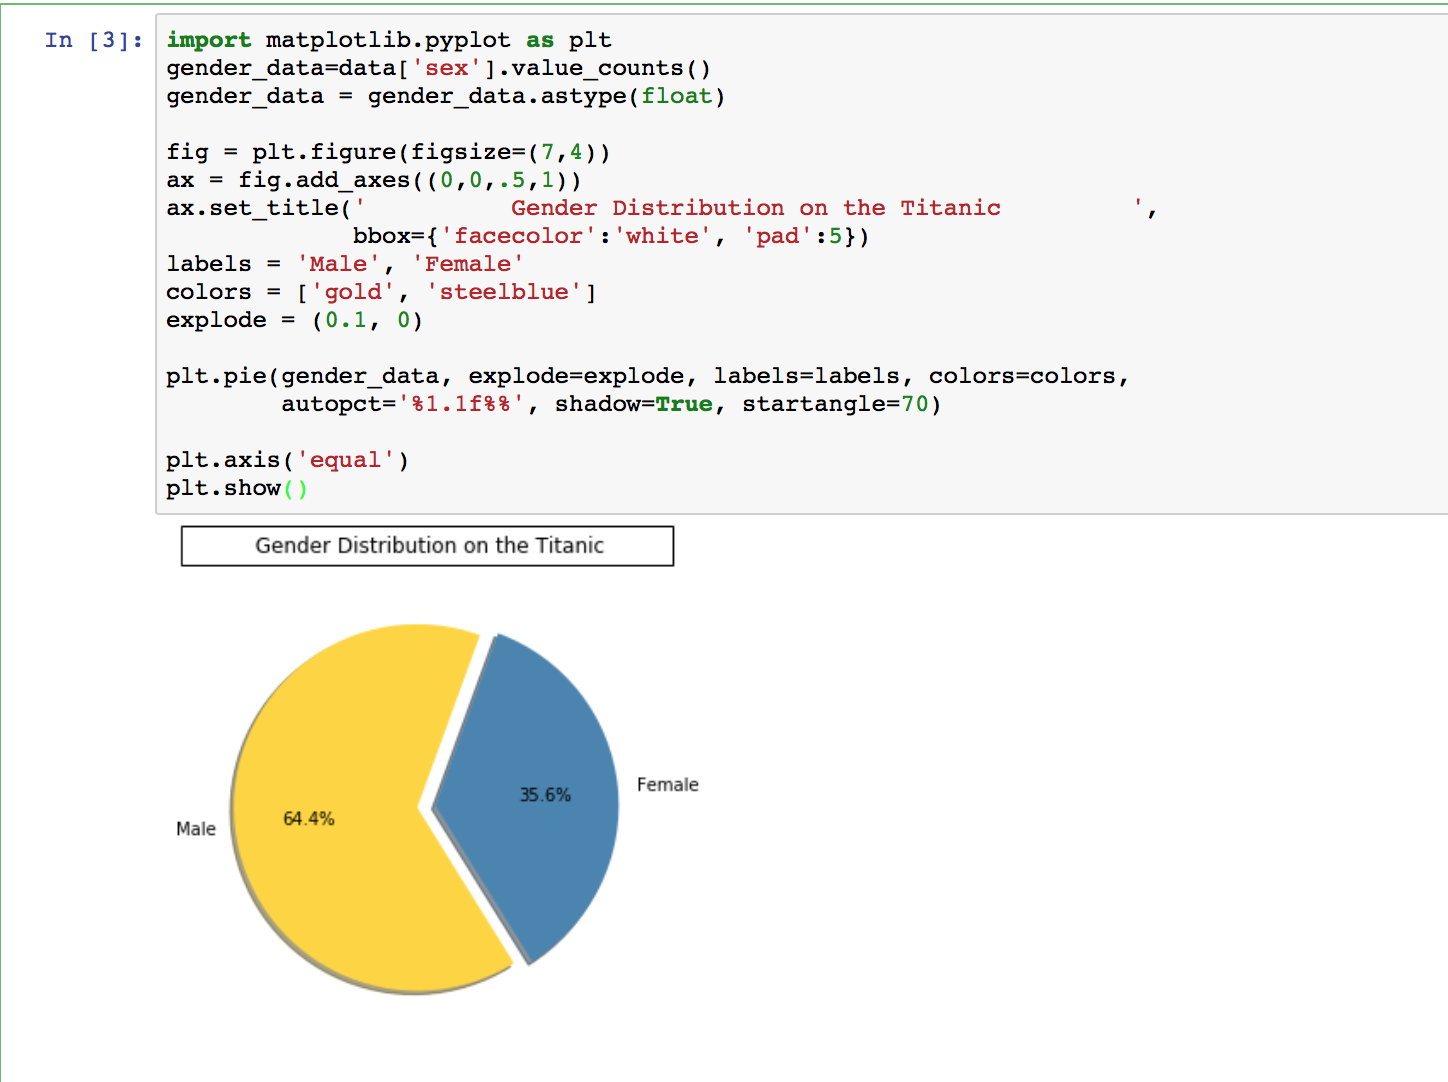 In [3]:
import matplotlib.pyplot as plt
gender_data=data['sex'].value_counts()
gender_data = gender_data.astype(float)
fig = plt.figure(figsize=(7,4))
ax = fig.add_axes((0,0,.5,1))
ax.set_title('          Gender Distribution on the Titanic         ',
             bbox={'facecolor':'white', 'pad':5})
labels = 'Male', 'Female'
colors = ['gold', 'steelblue']
explode = (0.1, 0)
plt.pie(gender_data, explode=explode, labels=labels, colors=colors,
        autopct='%1.1f%%', shadow=True, startangle=70)
plt.axis('equal')
plt.show()
Gender Distribution on the Titanic
Female
35.6%
64.4%
Male